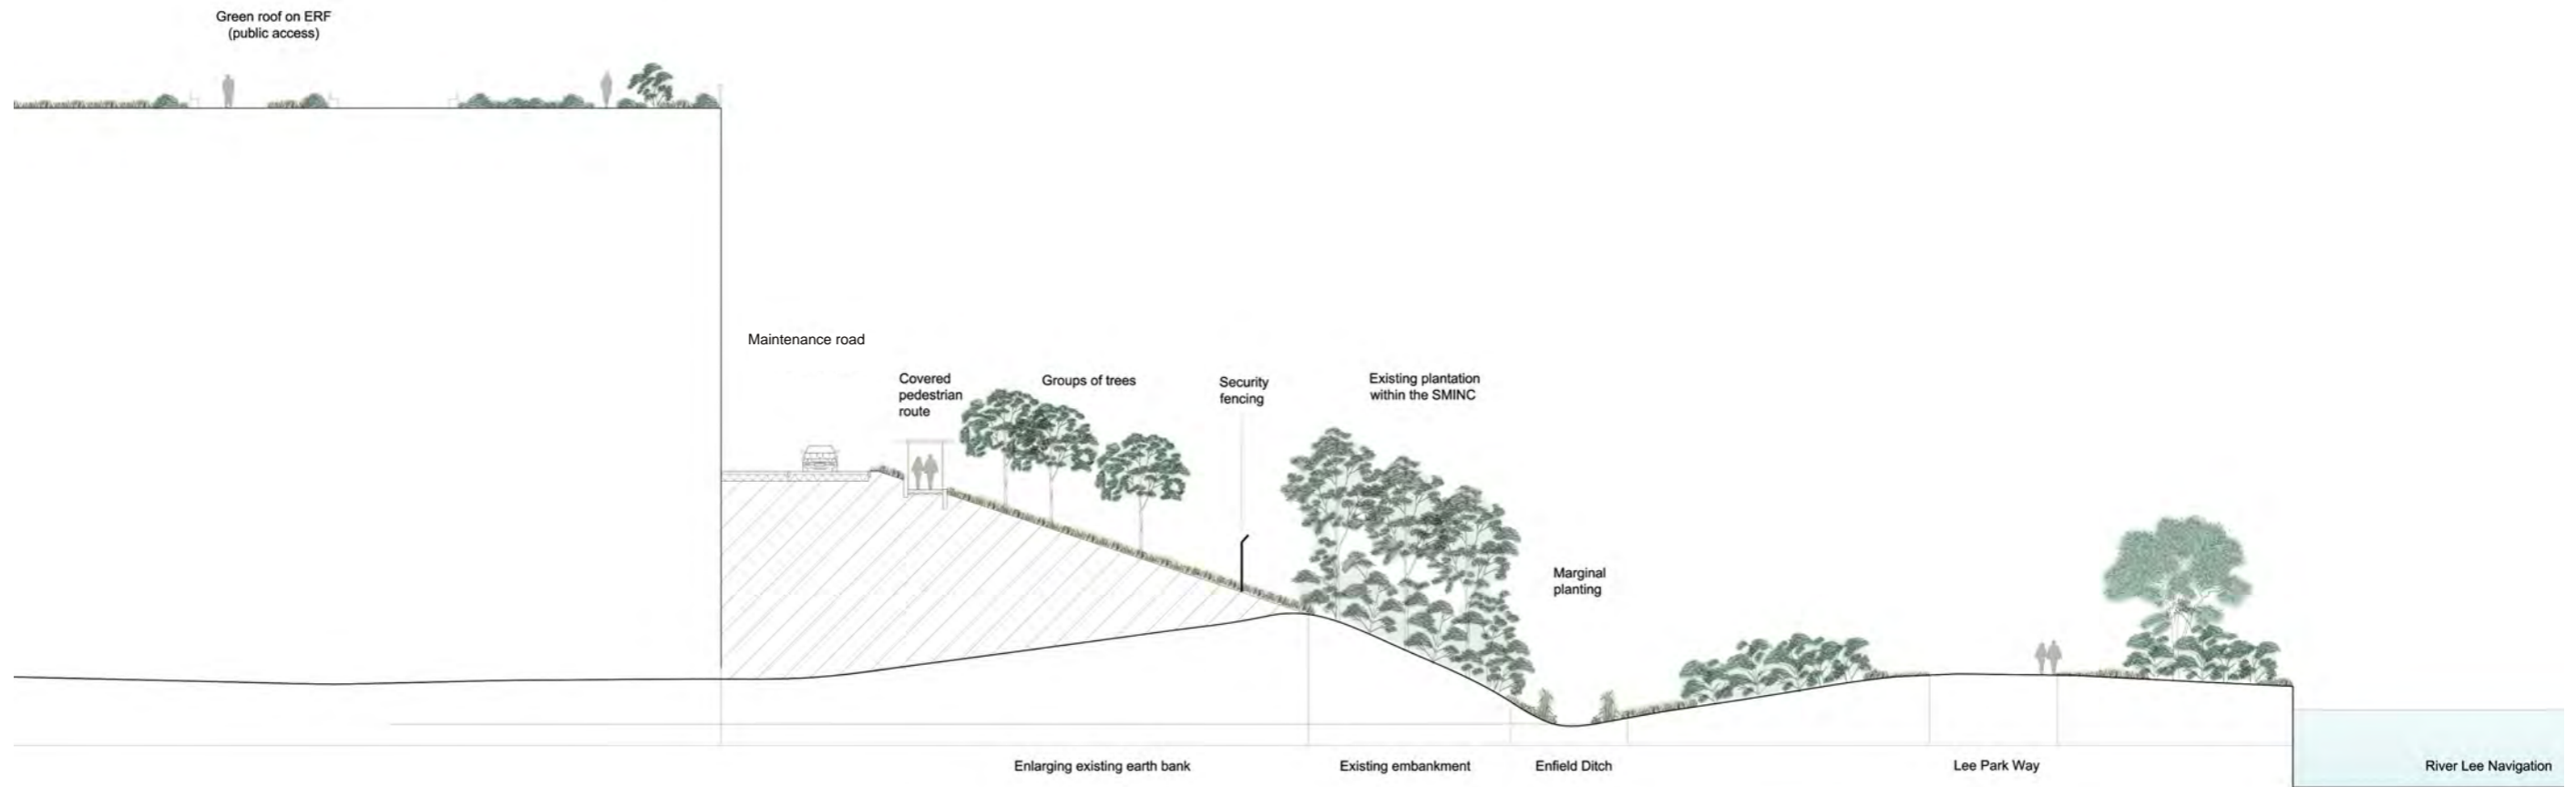 Green roof on ERF
(public access)
Maintenance road
Covered
pedestrian
route
Groups of trees
Security
fencing
Existing plantation
within the SMINC
Marginal
planting
Enlarging existing earth bank
Existing embankment
Enfield Ditch
Lee Park Way
River Lee Navigation